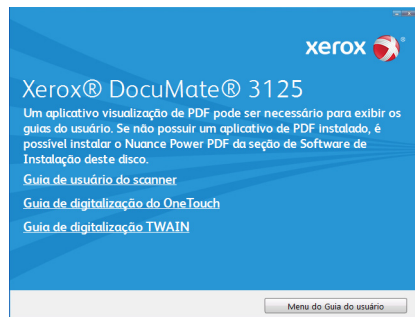 xerox
Xerox® DocuMate® 3125
Um aplicativo visualização de PDF pode ser necessário para exibir os
guias do usuário. Se não possuir um aplicativo de PDF instalado, é
possível instalar o Nuance Power PDF da seção de Software de
Instalação deste disco.
Guia de usuário do scanner
Guia de digitalização do OneTouch
Guia de digitalização TWAIN
Menu do Guia do usuário